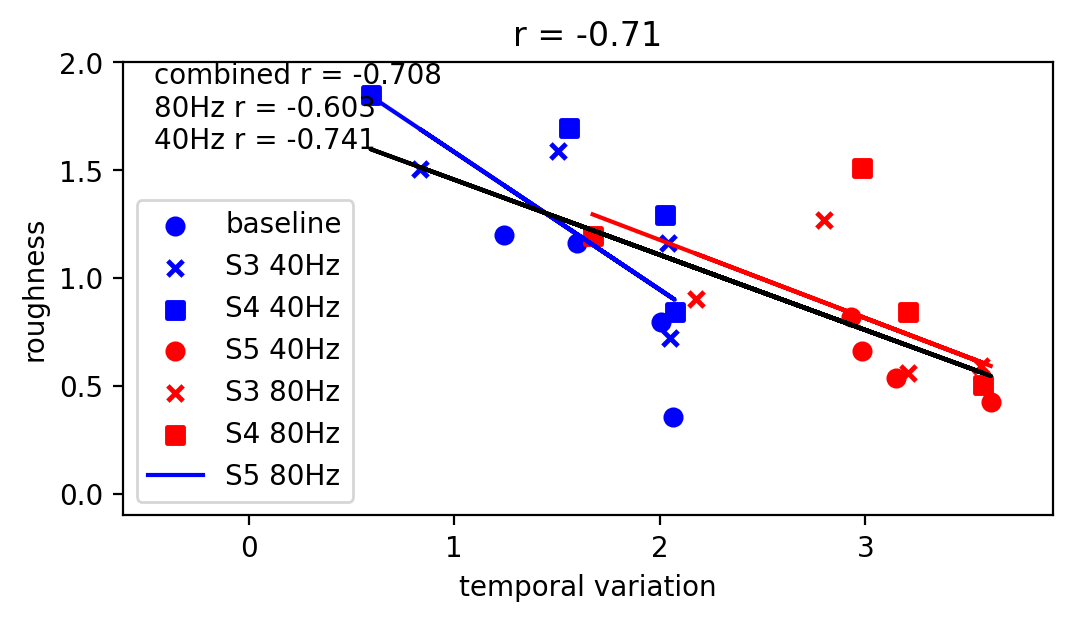 r = -0.71
combined r = -0.708
80Hz r = -0.603
40Hz r = -0.741
2.0
1.5
1.0
0.5
0.0
roughness
baseline
S3 40Hz
S4 40Hz
S5 40Hz
S3 80Hz
S4 80Hz
S5 80Hz
0 1 2 3
temporal variation